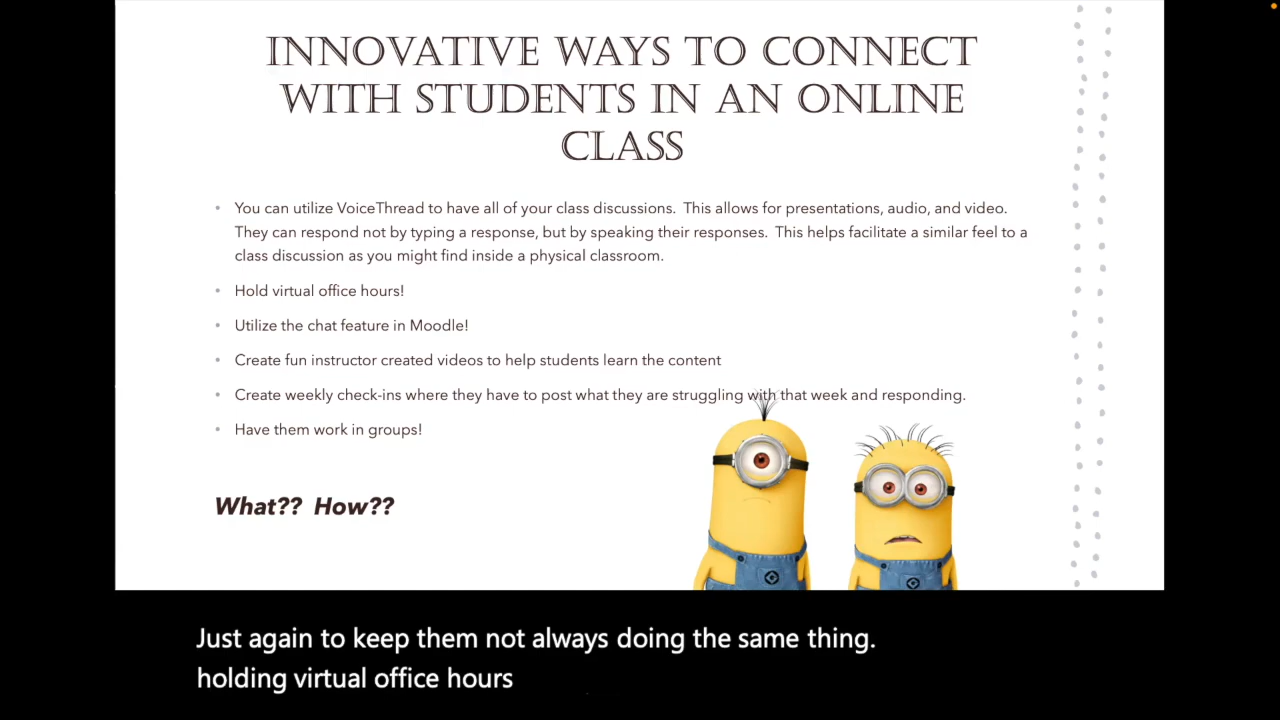 INNOVATIVE WAYS TO CONNECT
WITH STUDENTS IN AN ONLINE
CLASS
• You can utilize VoiceThread to have all of your class discussions.  This allows for presentations, audio, and video.
They can respond not by typing a response, but by speaking their responses.  This helps facilitate a similar feel to a
class discussion as you might find inside a physical classroom.
• Hold virtual office hours!
• Utilize the chat feature in Moodle!
• Create fun instructor created videos to help students learn the content
• Create weekly check-ins where they have to post what they are struggling with that week and responding.
• Have them work in groups!
What??  How??
Just again to keep them not always doing the same thing.
holding virtual office hours